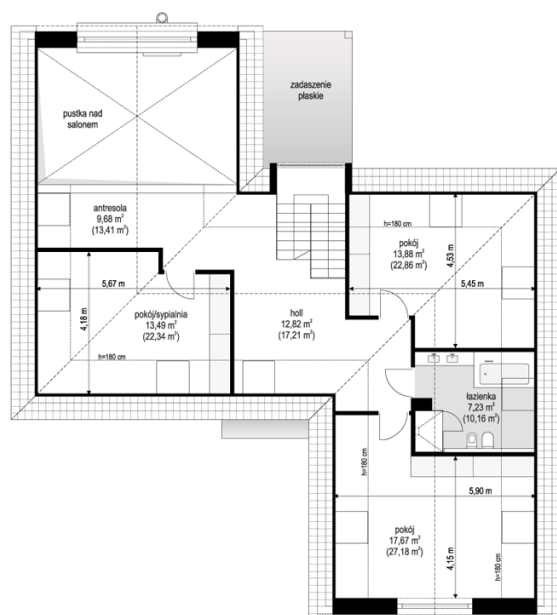 pustka nad
salonem
zadaszenie
płaskie
antresola
9,68 m²
(13,41 m²)
h=180 cm
pokój
13,88 m²
(22,86 m²)
4,53 m
5,45 m
5,67 m
4,18 m
pokój/sypialnia
13,49 m²
(22,34 m²)
h=180 cm
holl
12,82 m²
(17,21 m²)
łazienka
7,23 m²
(10,16 m²)
h=180 cm
5,90 m
pokój
17,67 m²
(27,18 m²)
4,15 m
h=180 cm